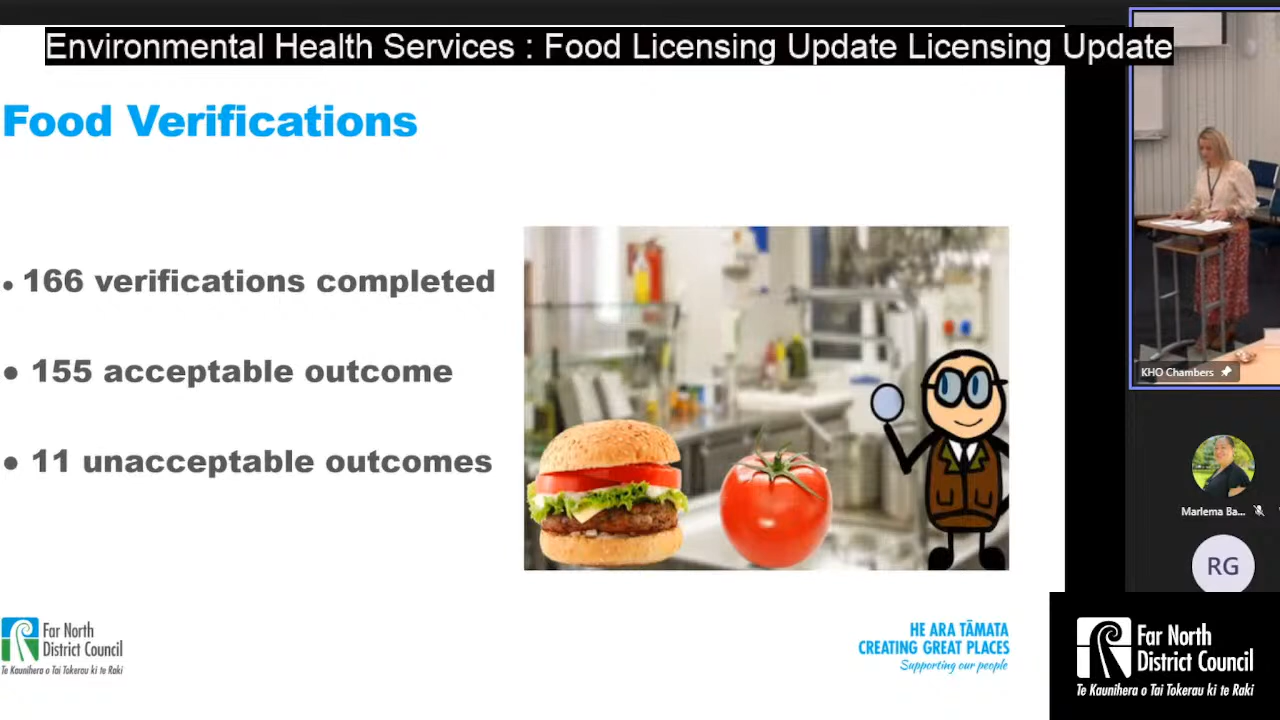 Environmental Health Services : Food Licensing Update Licensing Update
Food Verifications
• 166 verifications completed
• 155 acceptable outcome
• 11 unacceptable outcomes
Far North
District Council
Te Kaunihera o Tai Tokerau ki te Raki
HE ARA TĀMATA
CREATING GREAT PLACES
Supporting our people
KHO Chambers
Marlema Ba...
RG
Far North
District Council
Te Kaunihera o Tai Tokerau ki te Raki